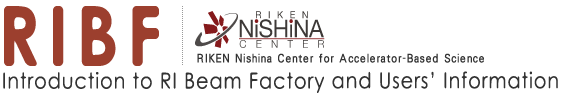 RIBF
RIKEN
NiSHiNA
CENTER
RIKEN Nishina Center for Accelerator-Based Science
Introduction to RI Beam Factory and Users' Information